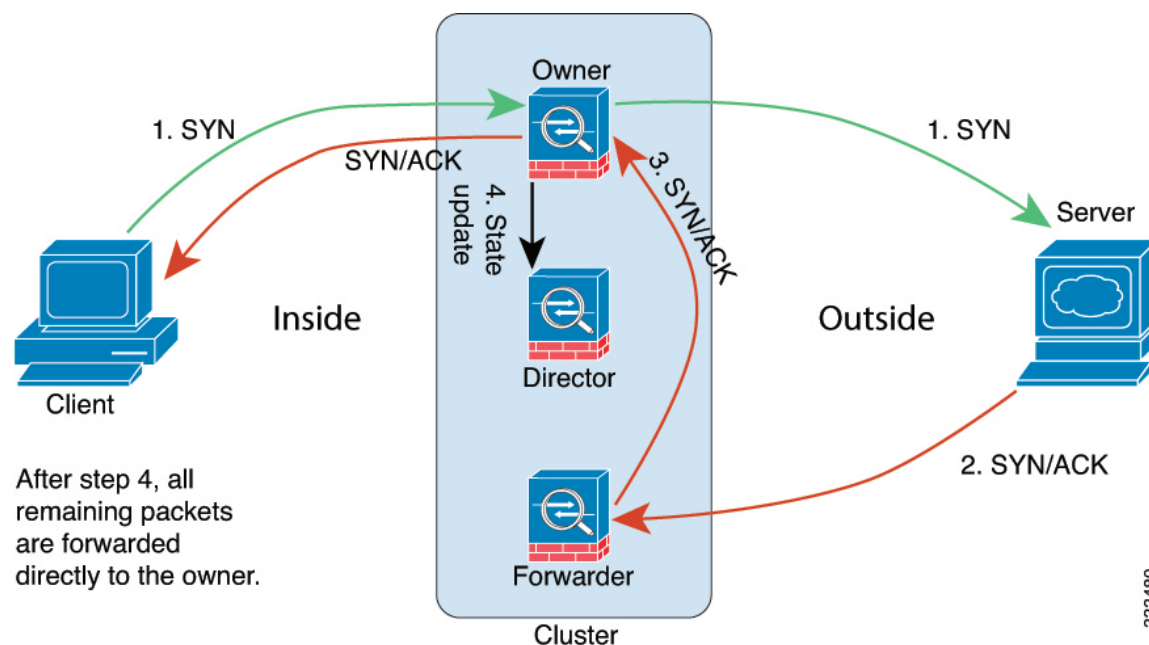 Owner
1. SYN
1. SYN
SYN/ACK
3. SYN/ACK
4. State
update
Server
Inside
Outside
Director
Client
2. SYN/ACK
After step 4, all
remaining packets
are forwarded
directly to the owner.
Forwarder
Cluster